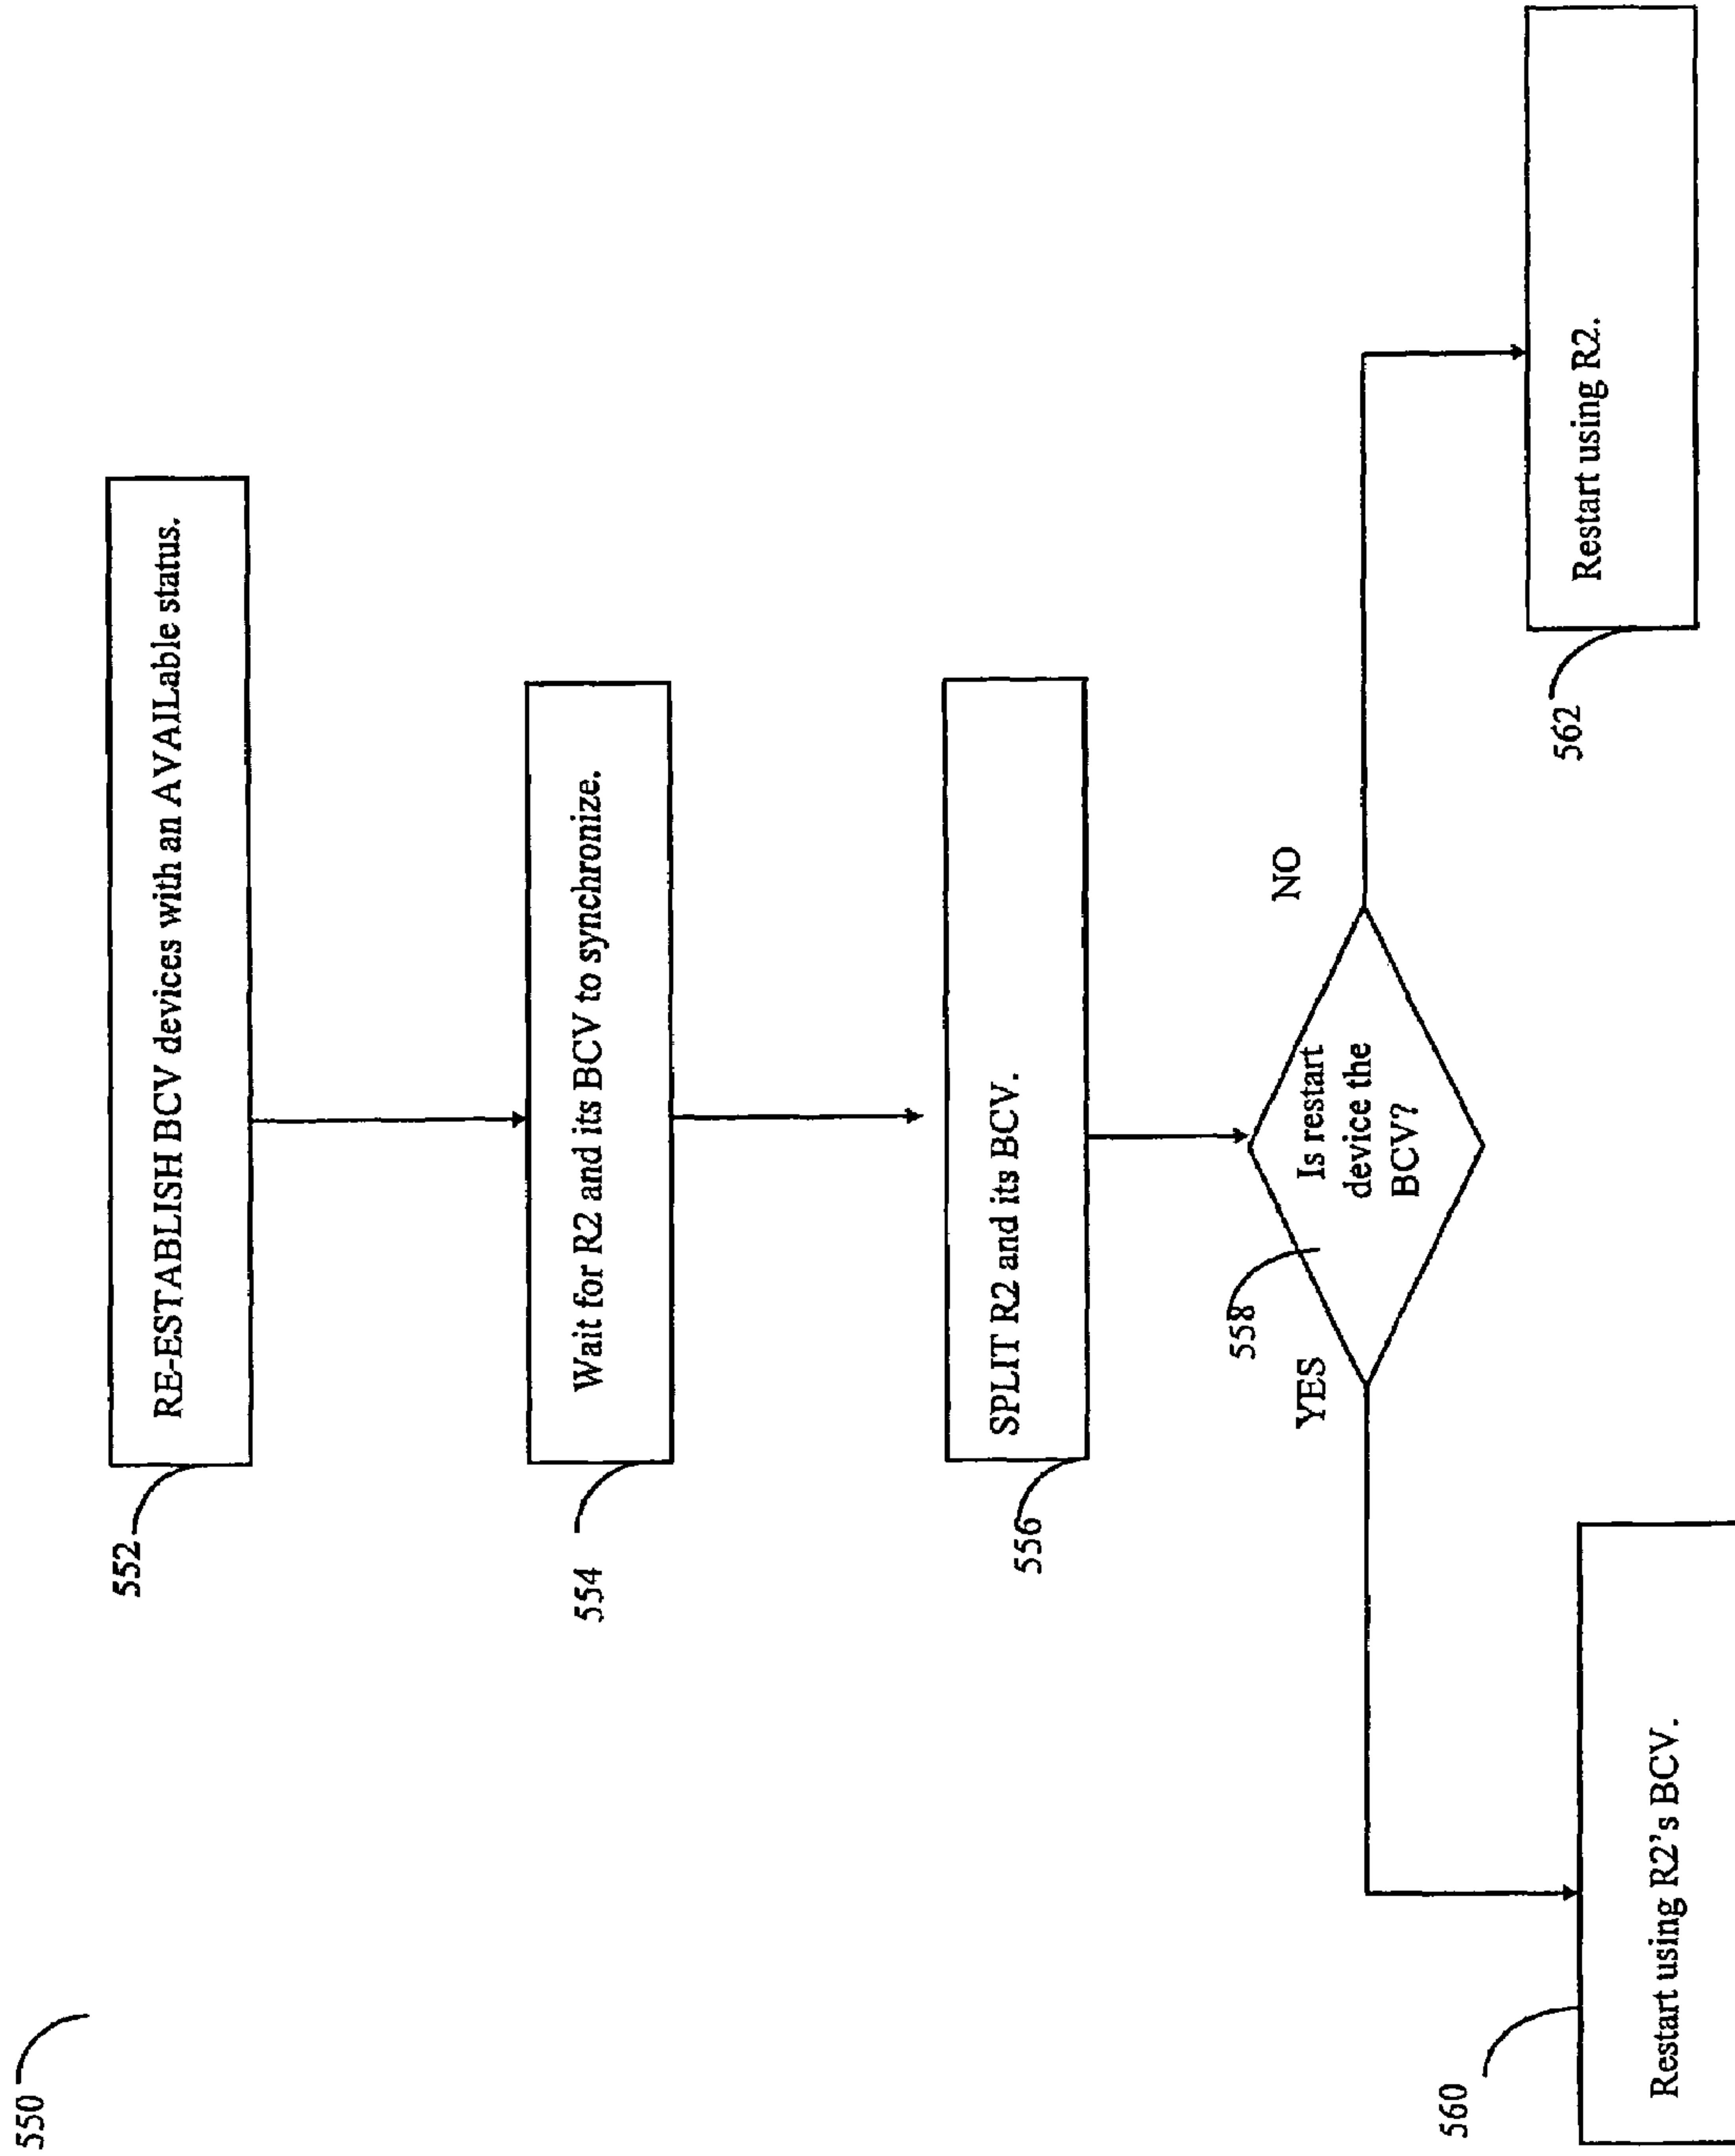 550
552
RE-ESTABLISH BCV devices with an AVAILable status.
554
Wait for R2 and its BCV to synchronize.
556
SPLIT R2 and its BCV.
558
Is restart
device the
BCV?
YES
NO
560
Restart using R2's BCV.
562
Restart using R2.